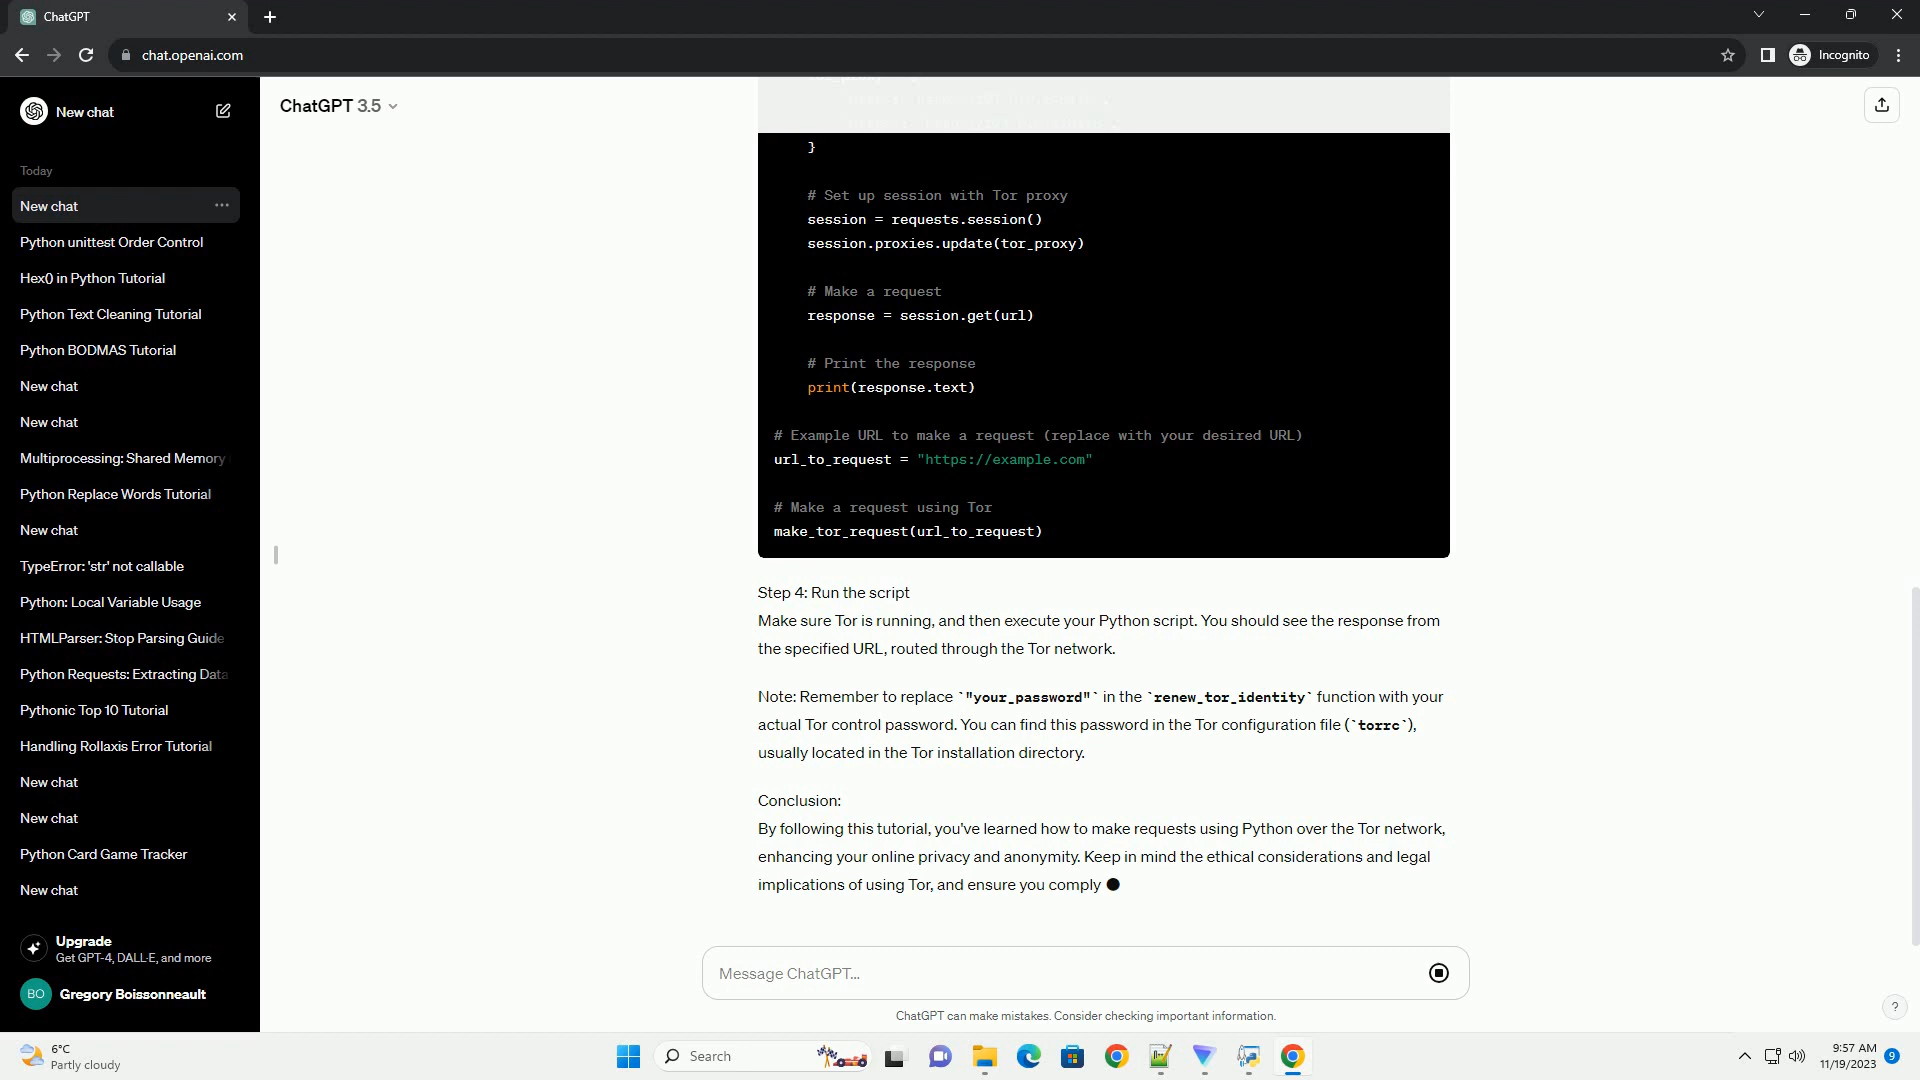 ChatGPT
chat.openai.com
Incognito
New chat
ChatGPT 3.5
Today
New chat
Python unittest Order Control
Hex() in Python Tutorial
Python Text Cleaning Tutorial
Python BODMAS Tutorial
New chat
New chat
Multiprocessing: Shared Memory
Python Replace Words Tutorial
New chat
TypeError: 'str' not callable
Python: Local Variable Usage
HTMLParser: Stop Parsing Guide
Python Requests: Extracting Data
Pythonic Top 10 Tutorial
Handling Rollaxis Error Tutorial
New chat
New chat
Python Card Game Tracker
New chat
Upgrade
Get GPT-4, DALL·E, and more
BO
Gregory Boissonneault
}
# Set up session with Tor proxy
session = requests.session()
session.proxies.update(tor_proxy)
# Make a request
response = session.get(url)
# Print the response
print(response.text)
# Example URL to make a request (replace with your desired URL)
url_to_request = "https://example.com"
# Make a request using Tor
make_tor_request(url_to_request)
Step 4: Run the script
Make sure Tor is running, and then execute your Python script. You should see the response from
the specified URL, routed through the Tor network.
Note: Remember to replace `"your_password"` in the `renew_tor_identity` function with your
actual Tor control password. You can find this password in the Tor configuration file (`torrc`),
usually located in the Tor installation directory.
Conclusion:
By following this tutorial, you've learned how to make requests using Python over the Tor network,
enhancing your online privacy and anonymity. Keep in mind the ethical considerations and legal
implications of using Tor, and ensure you comply
Message ChatGPT...
ChatGPT can make mistakes. Consider checking important information.
?
6°C
Partly cloudy
Search
9:57 AM
11/19/2023
9